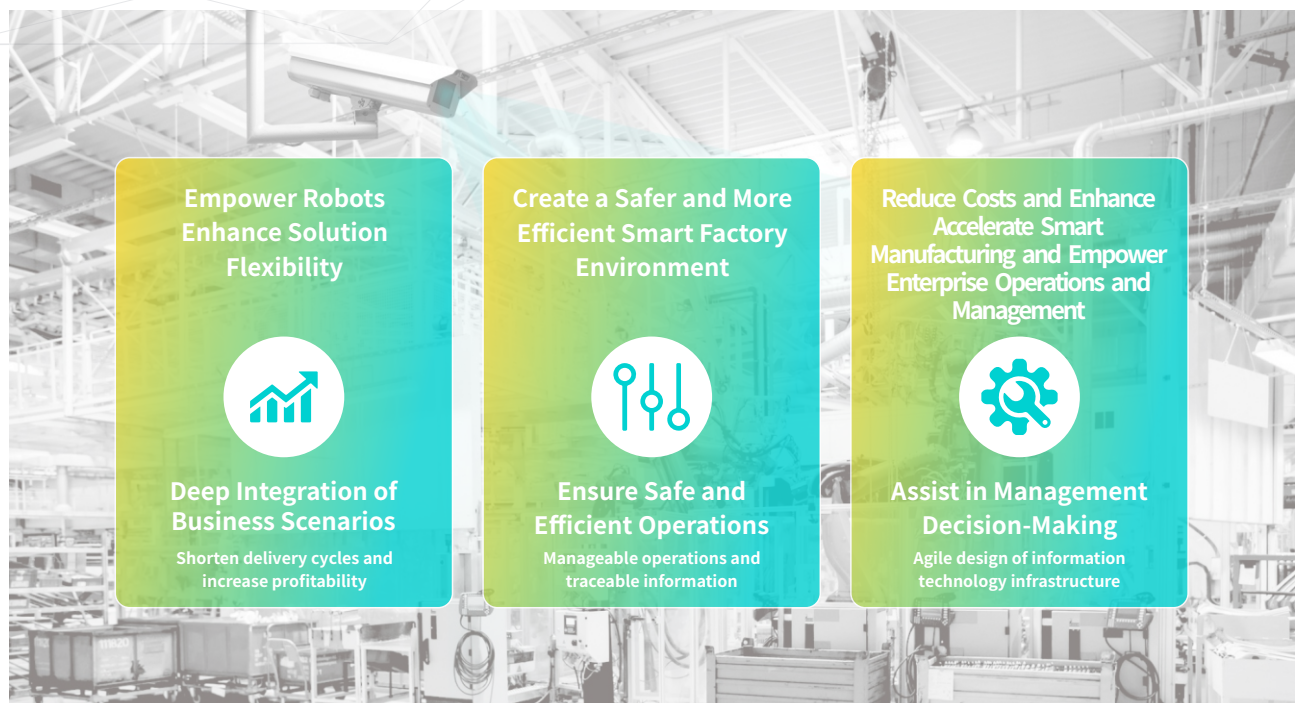 Empower Robots
Enhance Solution
Flexibility
Deep Integration of
Business Scenarios
Shorten delivery cycles and
increase profitability
Create a Safer and More
Efficient Smart Factory
Environment
Ensure Safe and
Efficient Operations
Manageable operations and
traceable information
Reduce Costs and Enhance
Accelerate Smart
Manufacturing and Empower
Enterprise Operations and
Management
Assist in Management
Decision-Making
Agile design of information
technology infrastructure